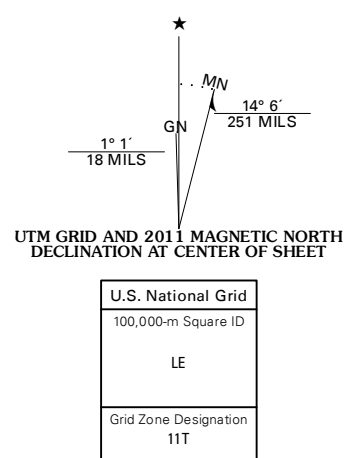 ★
MN
14° 6´
251 MILS
GN
1° 1´
18 MILS
UTM GRID AND 2011 MAGNETIC NORTH
DECLINATION AT CENTER OF SHEET
U.S. National Grid
100,000-m Square ID
LE
Grid Zone Designation
11T